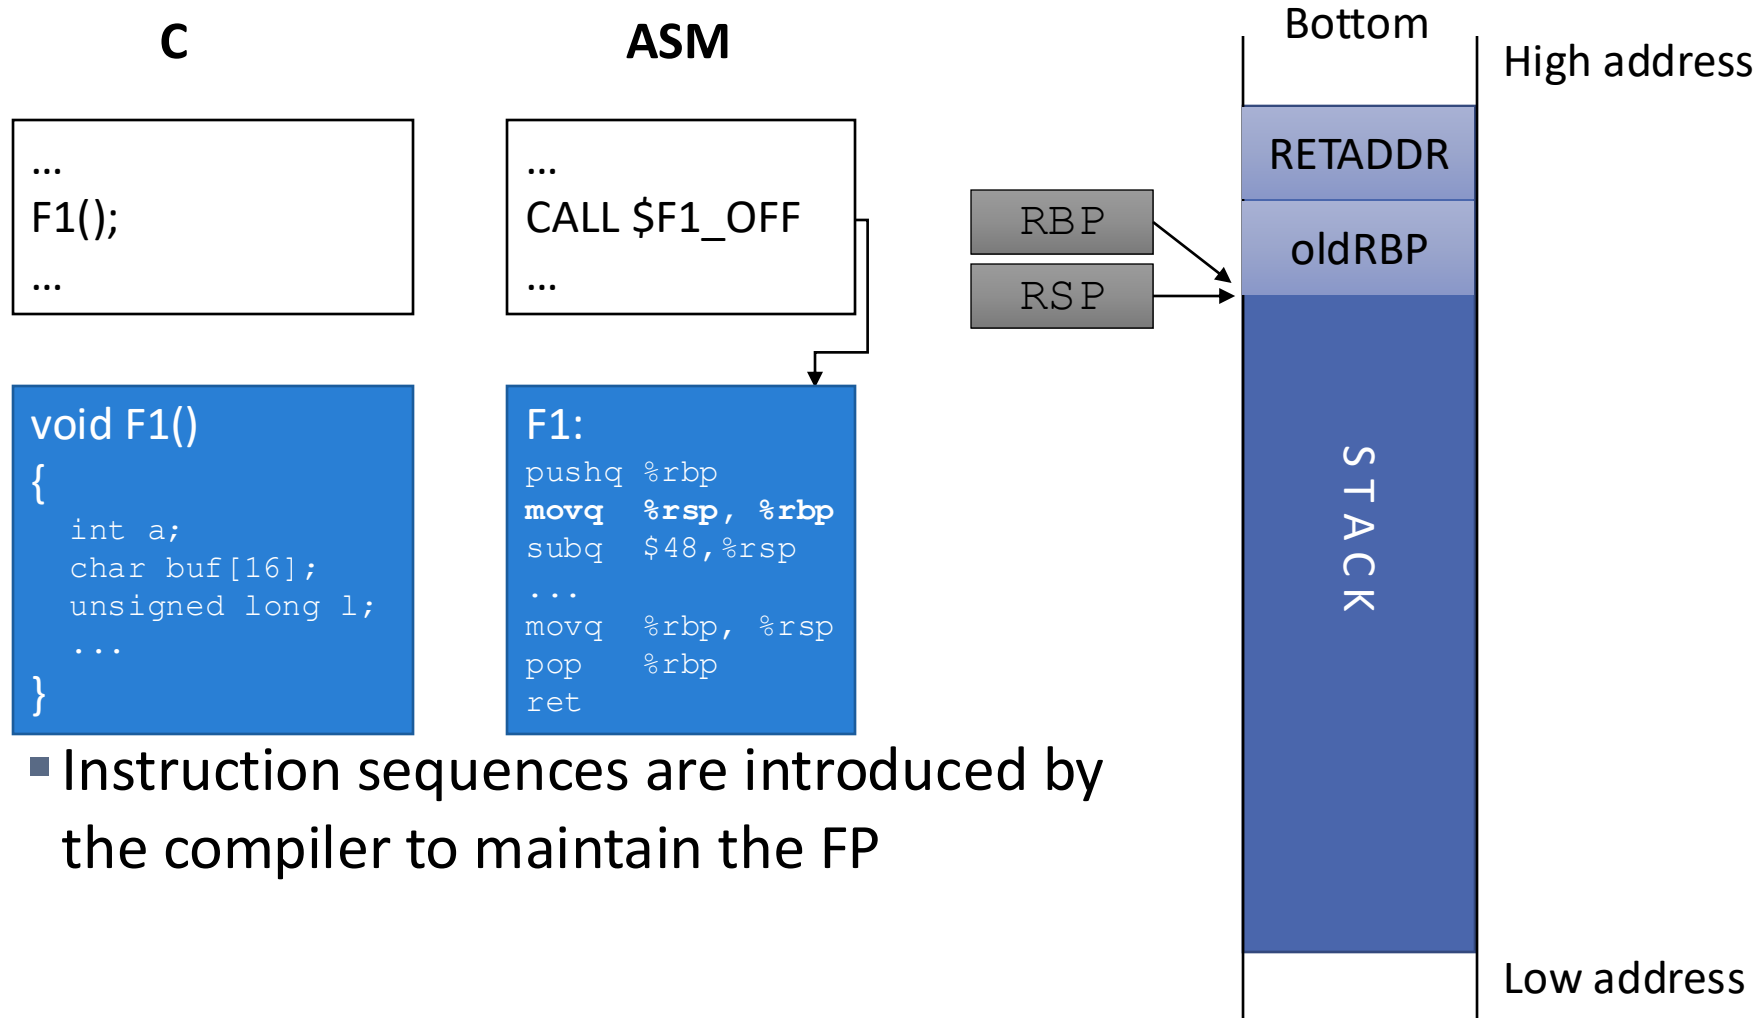 C
ASM
…
F1();
…
…
CALL $F1_OFF
…
void F1()
{
int a;
char buf[16];
unsigned long l;
...
}
F1:
pushq %rbp
movq %rsp, %rbp
subq $48,%rsp
...
movq %rbp, %rsp
pop %rbp
ret
Instruction sequences are introduced by
the compiler to maintain the FP
RBP
RSP
Bottom
High address
RETADDR
oldRBP
STACK
Low address